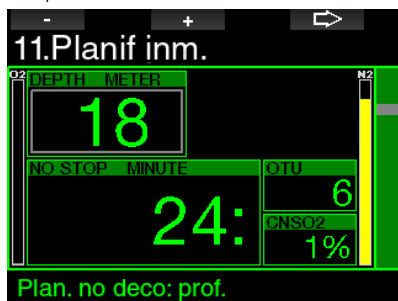 - +
11.Planif inm.
O2 DEPTH METER N2
18
NO STOP MINUTE OTU
6
24:
CNSO2
1%
Plan. no deco: prof.